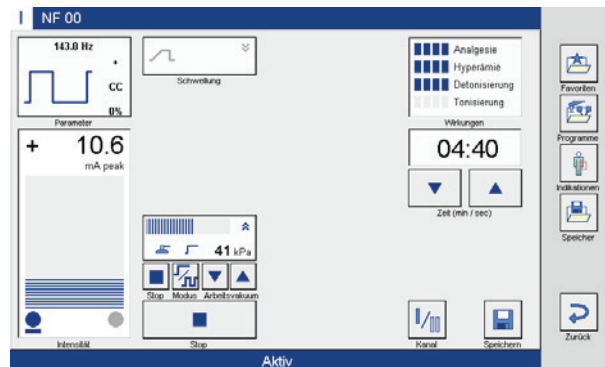 NF 00
143.0 Hz
+
CC
0%
Parameter
Schwellung
Analgesie
Hyperämie
Detonisierung
Tonisierung
Wirkungen
+ 10.6
mA peak
04:40
Zeit (min / sec)
41 kPa
Stop Modus Arbeitsvakuum
Intensität
Stop
Kanal
Speichern
Aktiv
Favoriten
Programme
Indikationen
Speicher
Zurück